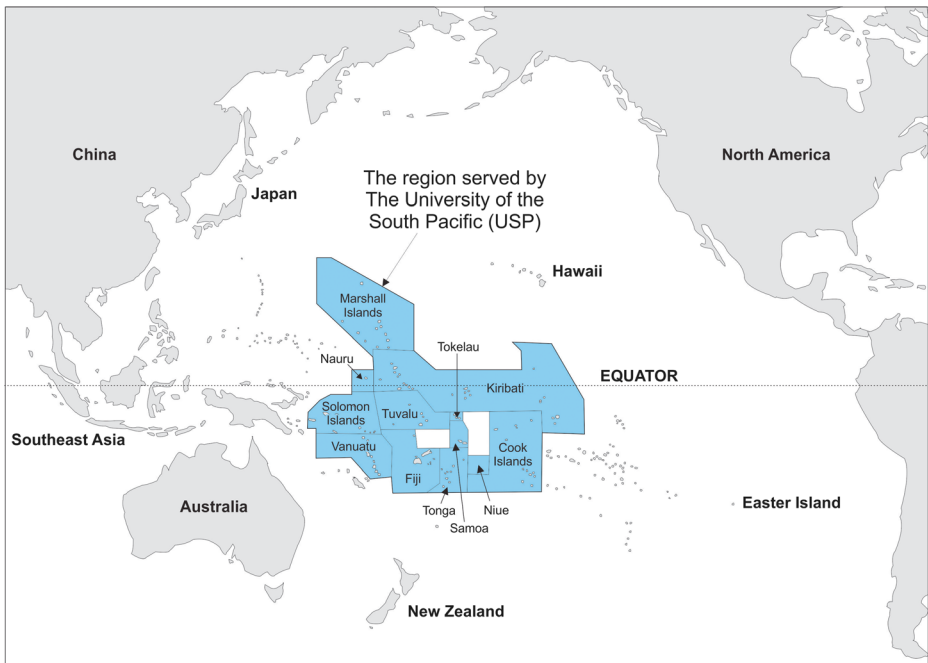 China
North America
Japan
The region served by
The University of the
South Pacific (USP)
Hawaii
Marshall
Islands
Tokelau
Nauru
EQUATOR
Kiribati
Solomon
Islands
Tuvalu
Southeast Asia
Vanuatu
Cook
Islands
Fiji
Australia
Tonga
Niue
Easter Island
Samoa
New Zealand